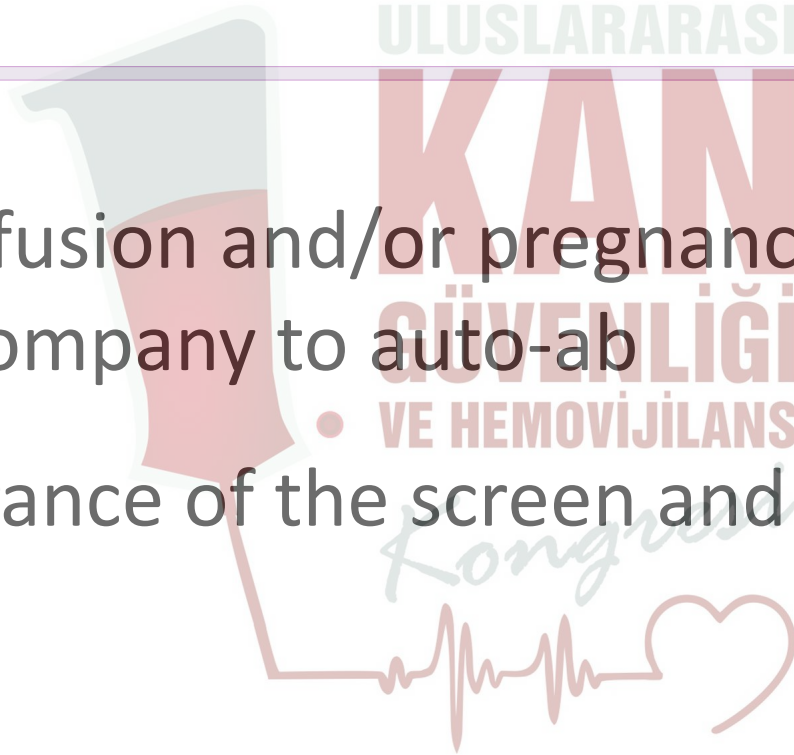 ULUSLARARASI
KAN
fusion and/or pregnanc
GÜVENLİĞİ
ompany to auto-ab
VE HEMOVİJİLANS
ance of the screen and
Kongresi